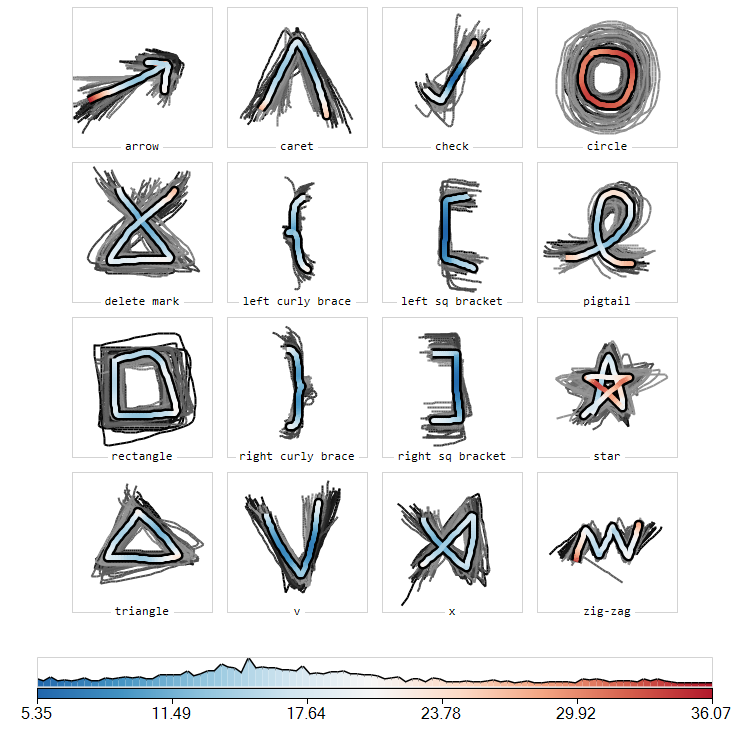 arrow caret check circle
delete mark left curly brace left sq bracket pigtail
rectangle right curly brace right sq bracket star
triangle v x zig-zag
5.35 11.49 17.64 23.78 29.92 36.07